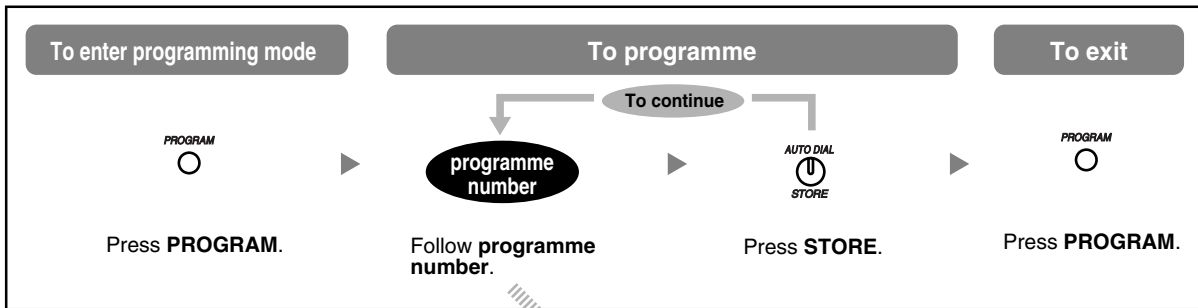 To enter programming mode
To programme
To exit
To continue
PROGRAM
programme
number
AUTO DIAL
STORE
PROGRAM
Press PROGRAM.
Follow programme
number.
Press STORE.
Press PROGRAM.